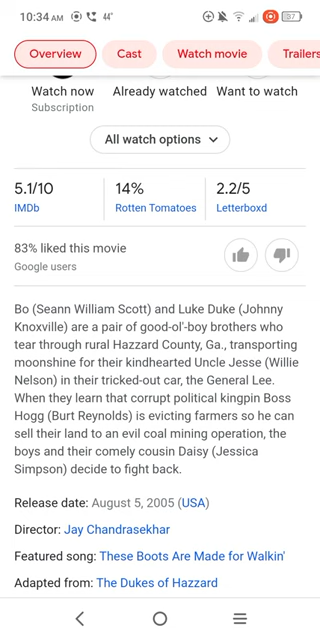 10:34 AM 44°
Overview Cast Watch movie Trailers
Watch now Already watched Want to watch
Subscription
All watch options
5.1/10 14% 2.2/5
IMDb Rotten Tomatoes Letterboxd
83% liked this movie
Google users
Bo (Seann William Scott) and Luke Duke (Johnny
Knoxville) are a pair of good-ol'-boy brothers who
tear through rural Hazzard County, Ga., transporting
moonshine for their kindhearted Uncle Jesse (Willie
Nelson) in their tricked-out car, the General Lee.
When they learn that corrupt political kingpin Boss
Hogg (Burt Reynolds) is evicting farmers so he can
sell their land to an evil coal mining operation, the
boys and their comely cousin Daisy (Jessica
Simpson) decide to fight back.
Release date: August 5, 2005 (USA)
Director: Jay Chandrasekhar
Featured song: These Boots Are Made for Walkin'
Adapted from: The Dukes of Hazzard